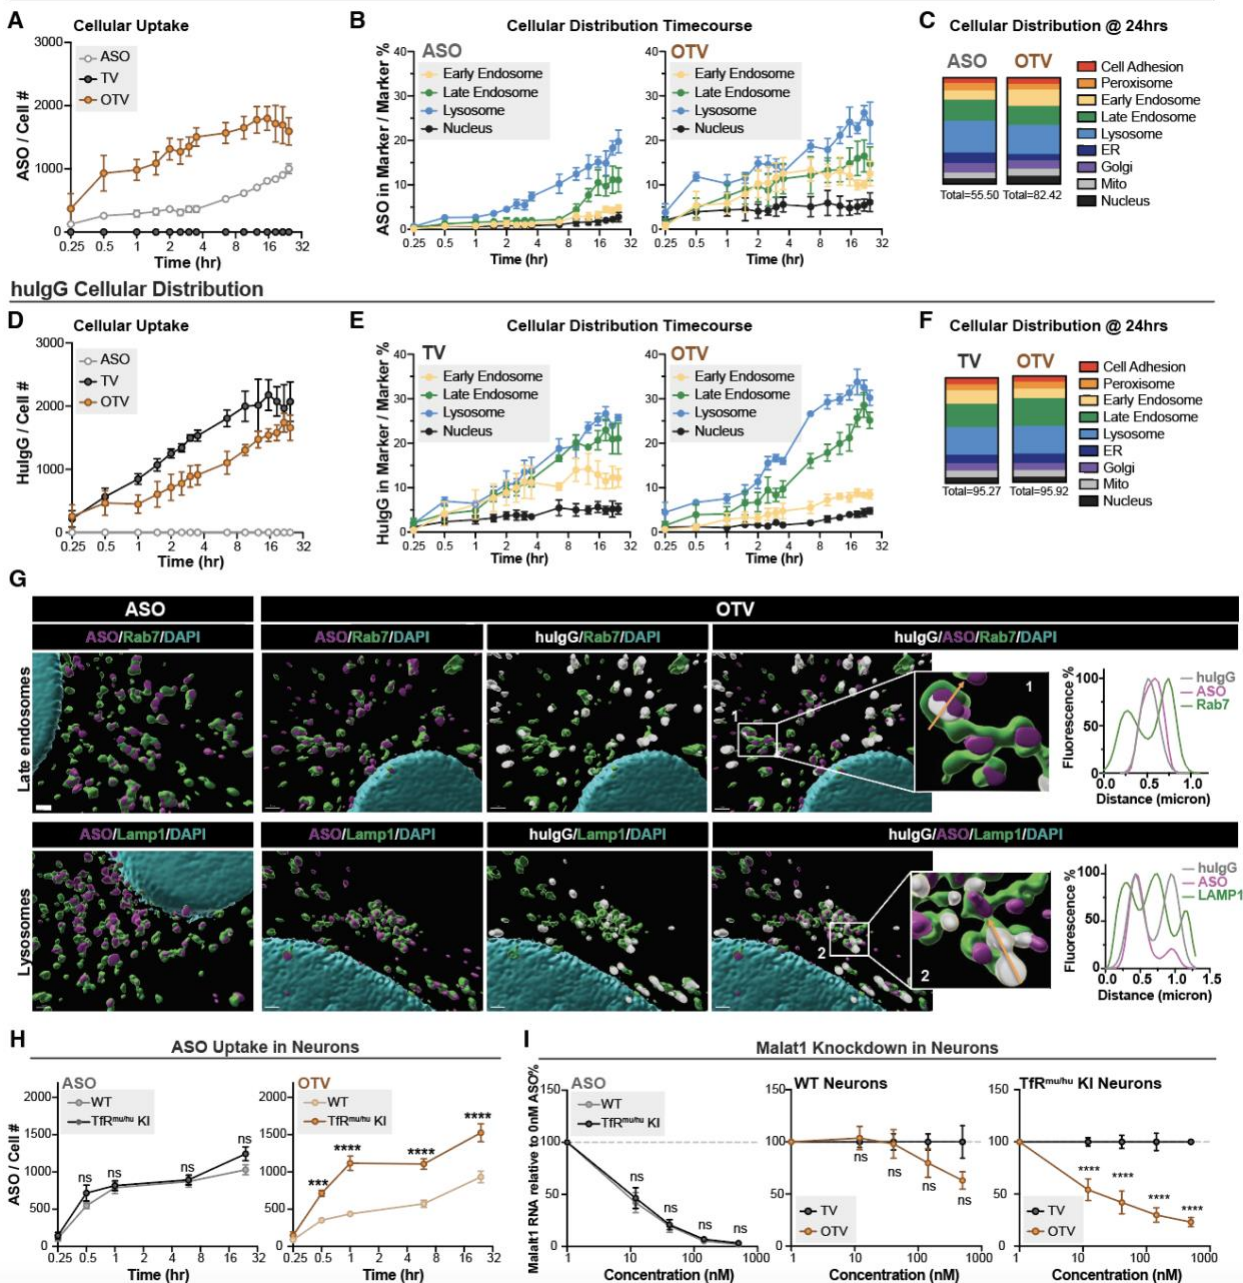 A Cellular Uptake
3000
2000
1000
0
ASO / Cell #
ASO
TV
OTV
0.25 0.5 1 2 4 8 16 32
Time (hr)
B Cellular Distribution Timecourse
ASO
40
30
20
10
0
ASO in Marker / Marker %
Early Endosome
Late Endosome
Lysosome
Nucleus
0.25 0.5 1 2 4 8 16 32
Time (hr)
OTV
40
30
20
10
0
Early Endosome
Late Endosome
Lysosome
Nucleus
0.25 0.5 1 2 4 8 16 32
Time (hr)
C Cellular Distribution @ 24hrs
ASO OTV
Total=55.50 Total=82.42
Cell Adhesion
Peroxisome
Early Endosome
Late Endosome
Lysosome
ER
Golgi
Mito
Nucleus
huIgG Cellular Distribution
D Cellular Uptake
3000
2000
1000
0
HuIgG / Cell #
ASO
TV
OTV
0.25 0.5 1 2 4 8 16 32
Time (hr)
E Cellular Distribution Timecourse
TV
40
30
20
10
0
HuIgG in Marker / Marker %
Early Endosome
Late Endosome
Lysosome
Nucleus
0.25 0.5 1 2 4 8 16 32
Time (hr)
OTV
40
30
20
10
0
Early Endosome
Late Endosome
Lysosome
Nucleus
0.25 0.5 1 2 4 8 16 32
Time (hr)
F Cellular Distribution @ 24hrs
TV OTV
Total=95.27 Total=95.92
Cell Adhesion
Peroxisome
Early Endosome
Late Endosome
Lysosome
ER
Golgi
Mito
Nucleus
G
ASO OTV
ASO/Rab7/DAPI ASO/Rab7/DAPI huIgG/Rab7/DAPI huIgG/ASO/Rab7/DAPI
Late endosomes
1
1
Fluorescence %
100
50
0
huIgG
ASO
Rab7
0.0 0.5 1.0
Distance (micron)
ASO/Lamp1/DAPI ASO/Lamp1/DAPI huIgG/Lamp1/DAPI huIgG/ASO/Lamp1/DAPI
Lysosomes
2
2
Fluorescence %
100
50
0
huIgG
ASO
LAMP1
0.0 0.5 1.0 1.5
Distance (micron)
H ASO Uptake in Neurons
ASO
2000
1500
1000
500
0
ASO / Cell #
WT
TfRmu/hu KI
ns ns ns ns
0.25 0.5 1 2 4 8 16 32
Time (hr)
OTV
2000
1500
1000
500
0
WT
TfRmu/hu KI
*** **** **** ****
0.25 0.5 1 2 4 8 16 32
Time (hr)
I Malat1 Knockdown in Neurons
ASO
150
100
50
0
Malalt1 RNA relative to 0nM ASO%
WT
TfRmu/hu KI
ns ns ns ns
1 10 100 1000
Concentration (nM)
WT Neurons
150
100
50
0
ns ns ns ns
TV
OTV
1 10 100 1000
Concentration (nM)
TfRmu/hu KI Neurons
150
100
50
0
**** **** **** ****
TV
OTV
1 10 100 1000
Concentration (nM)